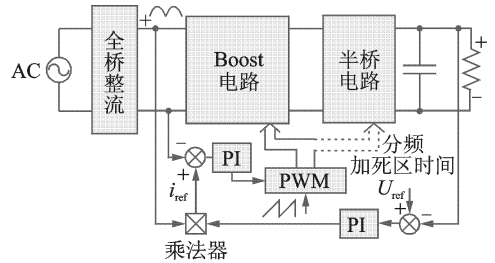 AC
全桥整流
+
Boost
电路
半桥
电路
+
−
分频
加死区时间
−
+
PI
PWM
i_ref
U_ref
+
−
PI
乘法器